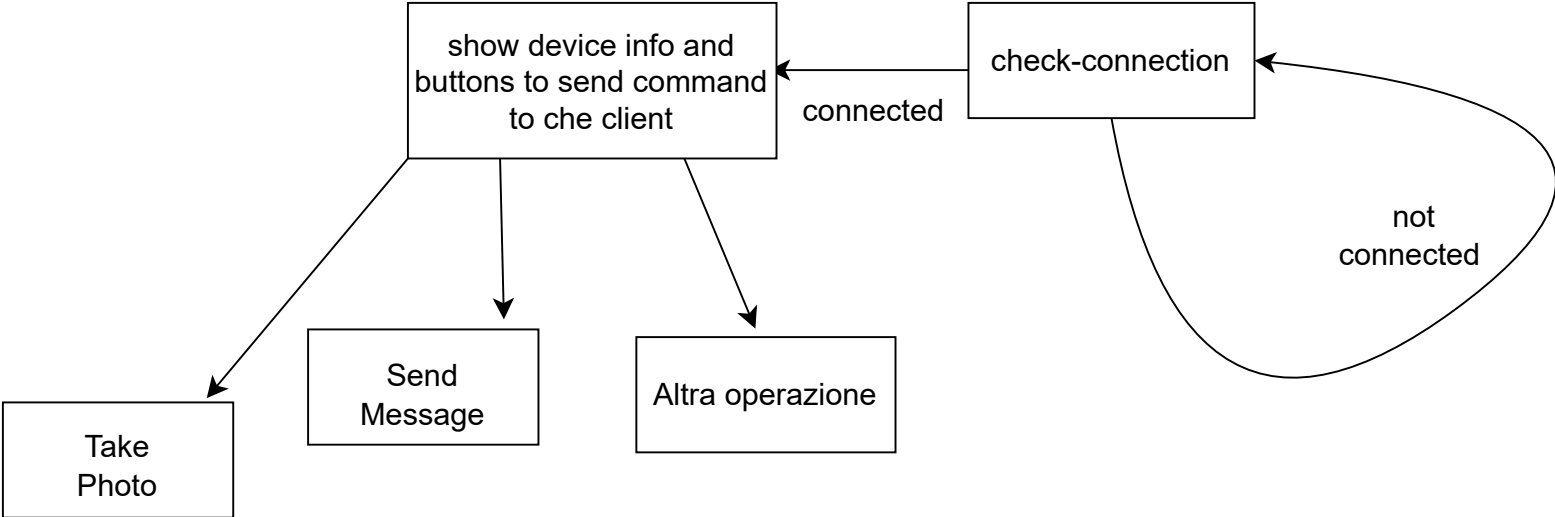 show device info and
buttons to send command
to che client
check-connection
connected
not
connected
Send
Message
Altra operazione
Take
Photo